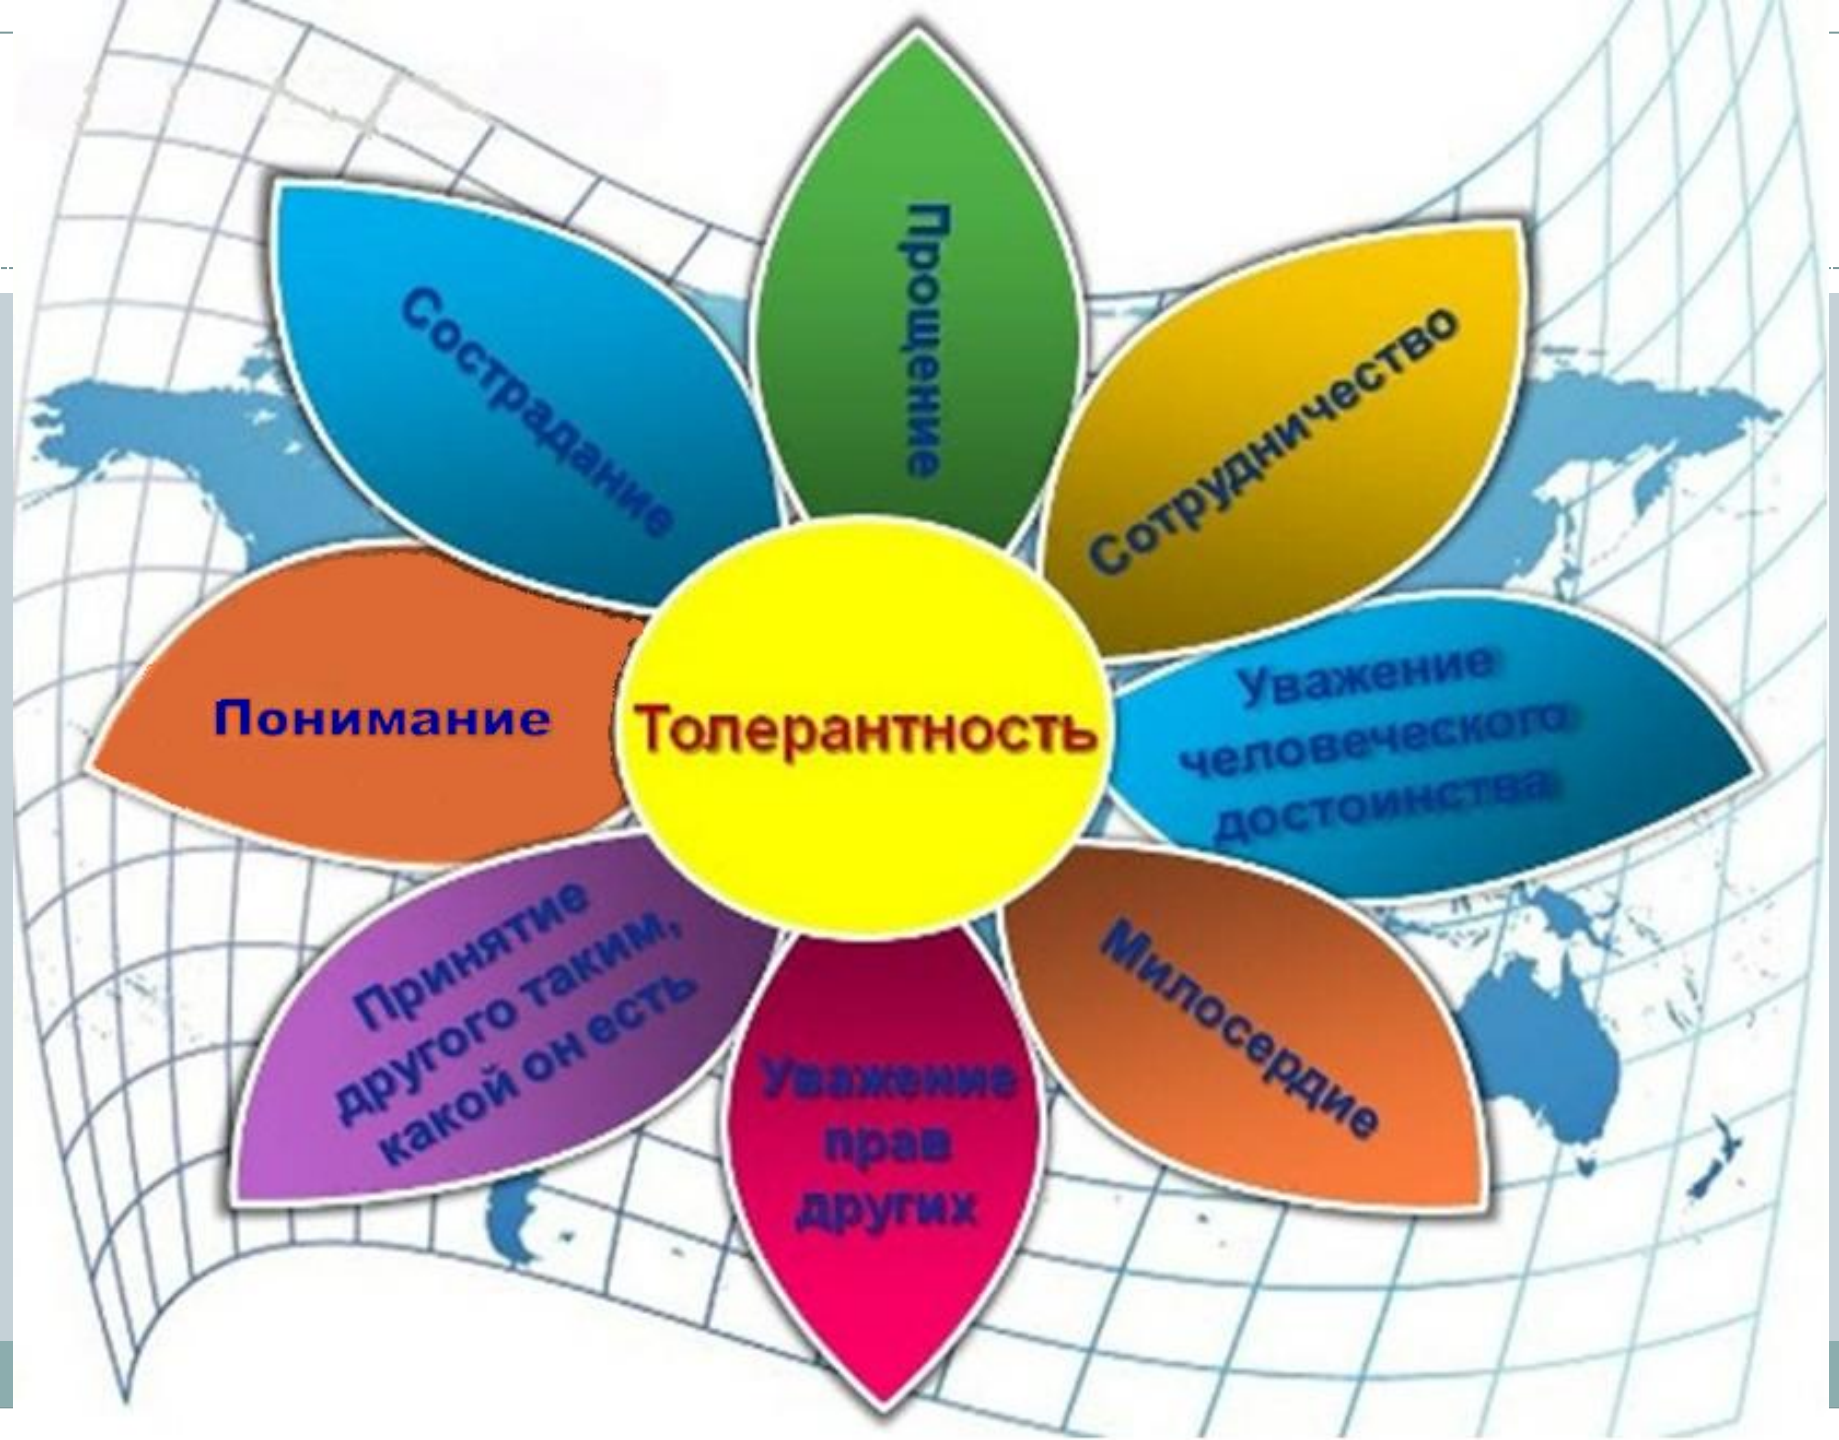 Прощение
Сострадание
Сотрудничество
Уважение
человеческого
достоинства
Понимание
Толерантность
Принятие
другого таким,
какой он есть
Милосердие
Уважение
прав
других